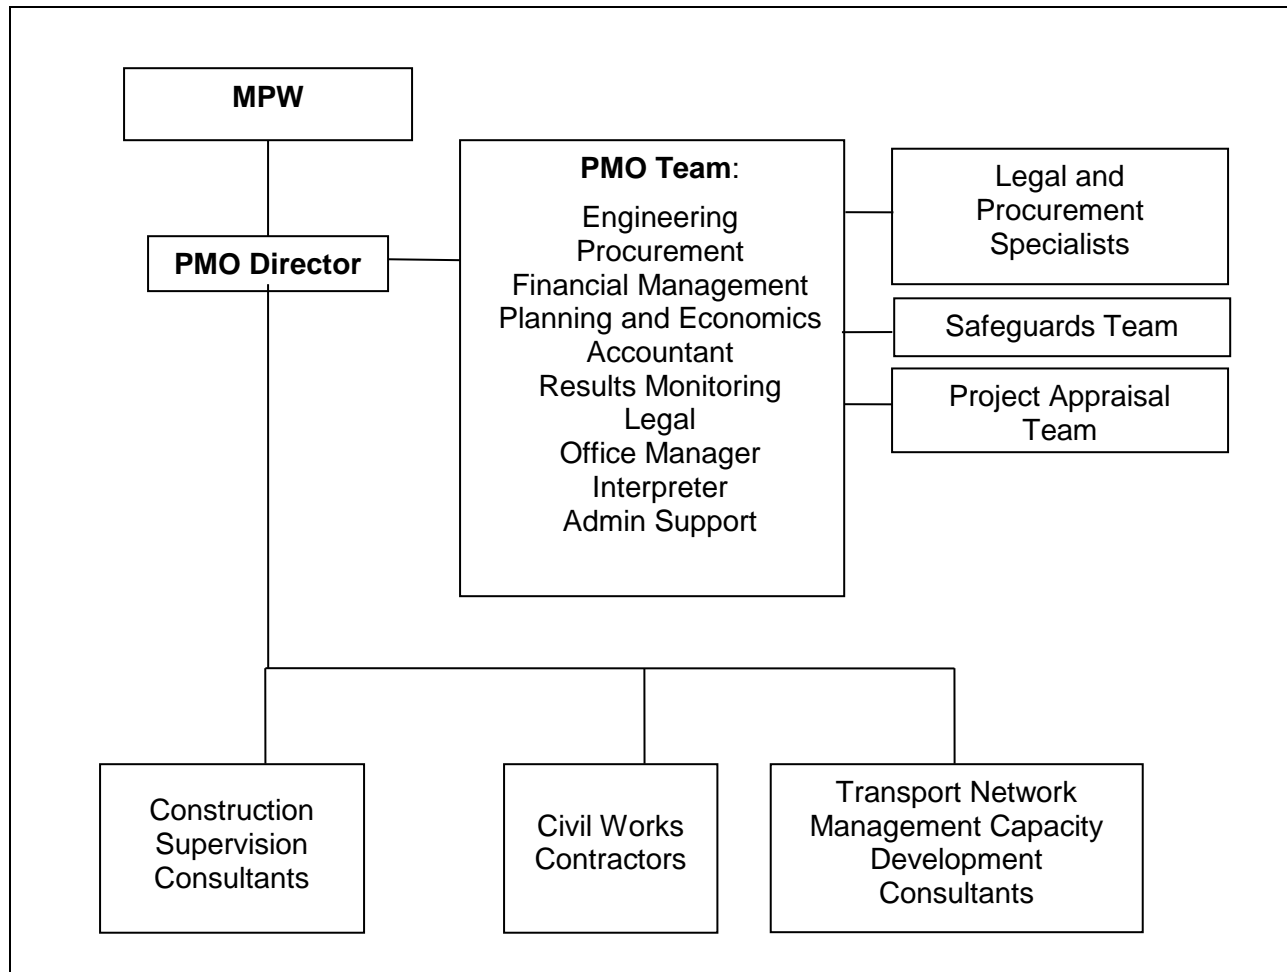 MPW
PMO Director
PMO Team:
Engineering
Procurement
Financial Management
Planning and Economics
Accountant
Results Monitoring
Legal
Office Manager
Interpreter
Admin Support
Legal and
Procurement
Specialists
Safeguards Team
Project Appraisal
Team
Construction
Supervision
Consultants
Civil Works
Contractors
Transport Network
Management Capacity
Development
Consultants